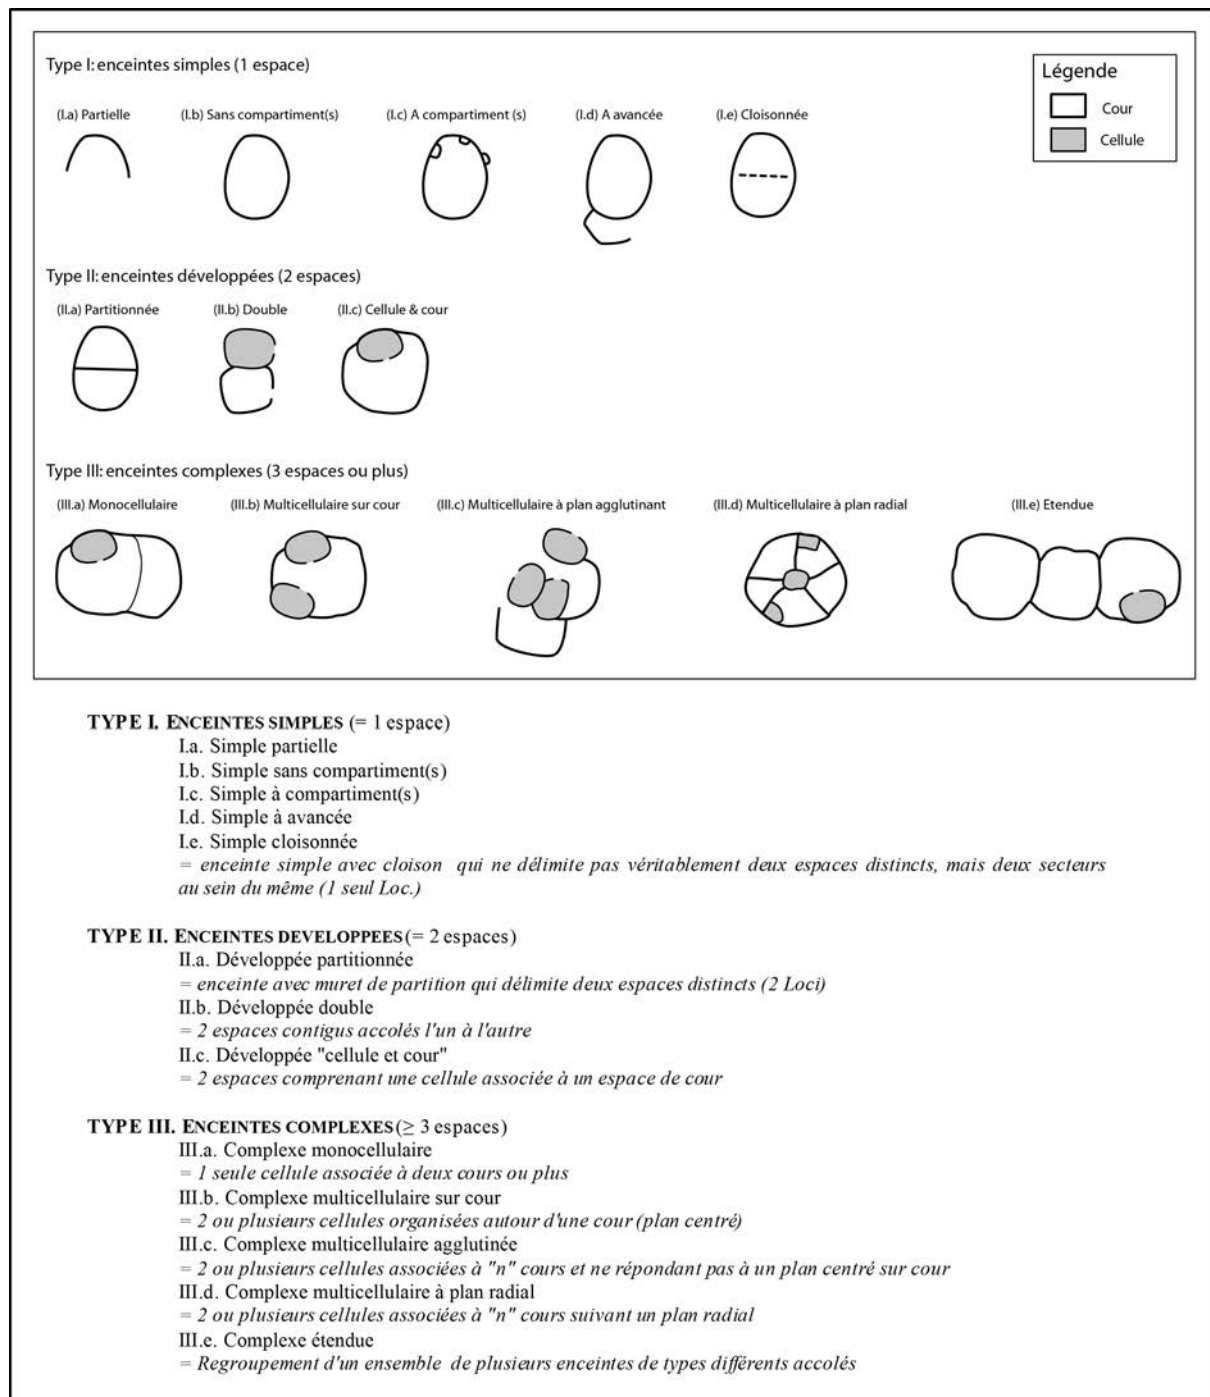 Type I: enceintes simples (1 espace)
Légende
Cour
Cellule
(I.a) Partielle
(I.b) Sans compartiment(s)
(I.c) A compartiment (s)
(I.d) A avancée
(I.e) Cloisonnée
Type II: enceintes développées (2 espaces)
(II.a) Partitionnée
(II.b) Double
(II.c) Cellule & cour
Type III: enceintes complexes (3 espaces ou plus)
(III.a) Monocellulaire
(III.b) Multicellulaire sur cour
(III.c) Multicellulaire à plan agglutinant
(III.d) Multicellulaire à plan radial
(III.e) Etendue
TYPE I. ENCEINTES SIMPLES (= 1 espace)
I.a. Simple partielle
I.b. Simple sans compartiment(s)
I.c. Simple à compartiment(s)
I.d. Simple à avancée
I.e. Simple cloisonnée
= enceinte simple avec cloison qui ne délimite pas véritablement deux espaces distincts, mais deux secteurs
au sein du même (1 seul Loc.)
TYPE II. ENCEINTES DEVELOPPEES (= 2 espaces)
II.a. Développée partitionnée
= enceinte avec muret de partition qui délimite deux espaces distincts (2 Loci)
II.b. Développée double
= 2 espaces contigus accolés l'un à l'autre
II.c. Développée "cellule et cour"
= 2 espaces comprenant une cellule associée à un espace de cour
TYPE III. ENCEINTES COMPLEXES (≥ 3 espaces)
III.a. Complexe monocellulaire
= 1 seule cellule associée à deux cours ou plus
III.b. Complexe multicellulaire sur cour
= 2 ou plusieurs cellules organisées autour d'une cour (plan centré)
III.c. Complexe multicellulaire agglutinée
= 2 ou plusieurs cellules associées à "n" cours et ne répondant pas à un plan centré sur cour
III.d. Complexe multicellulaire à plan radial
= 2 ou plusieurs cellules associées à "n" cours suivant un plan radial
III.e. Complexe étendue
= Regroupement d'un ensemble de plusieurs enceintes de types différents accolés